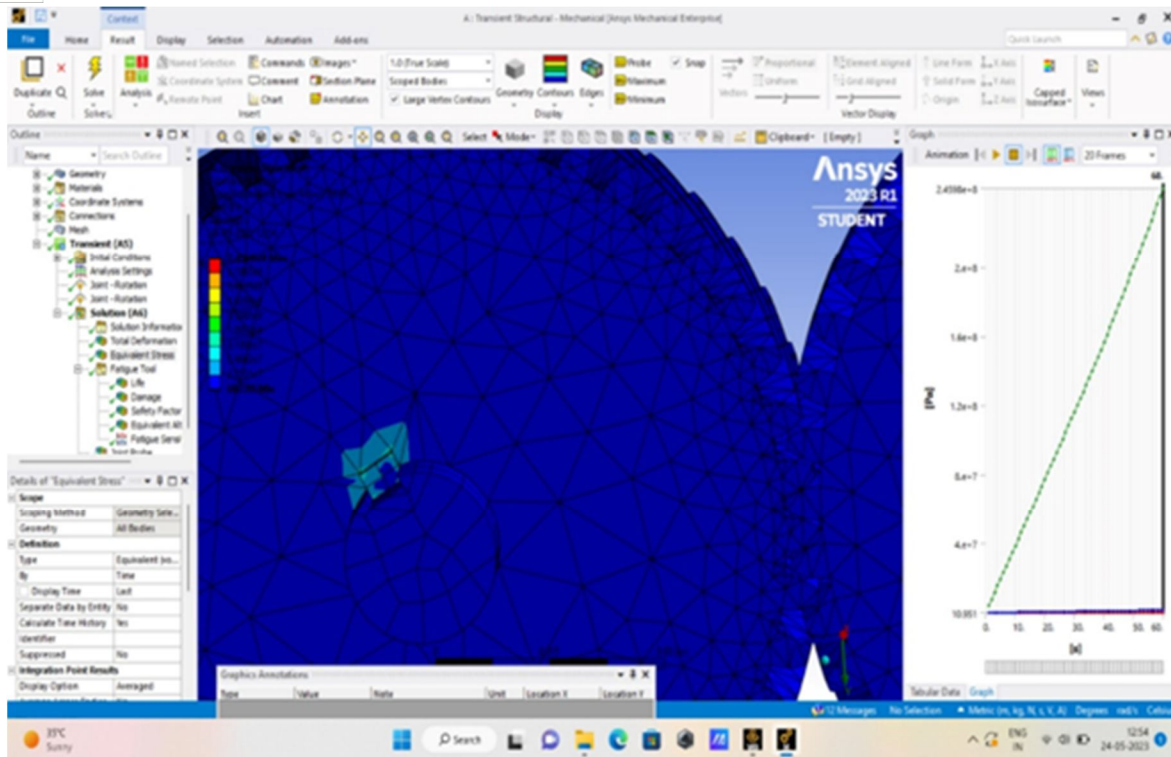 A : Transient Structural - Mechanical [Ansys Mechanical Enterprise]
Context
File Home Result Display Selection Automation Add-ons
Quick Launch
Duplicate Q Solve Analysis
Named Selection Commands Images
Coordinate System Comment Section Plane
Remote Point Chart Annotation
1.0 (True Scale)
Scoped Bodies
Large Vertex Contours
Geometry Contours Edges
Probe Snap
Maximum
Minimum
Vectors
Proportional
Uniform
Element Aligned
Grid Aligned
Line Form X Axis
Solid Form Y Axis
Origin Z Axis
Capped Isosurface
Views
Outline Insert Display Vector Display
Outline
Name Search Outline
Geometry
Materials
Coordinate Systems
Connections
Mesh
Transient (A5)
Initial Conditions
Analysis Settings
Joint - Rotation
Joint - Rotation
Solution (A6)
Solution Informatio
Total Deformation
Equivalent Stress
Fatigue Tool
Life
Damage
Safety Factor
Equivalent Alt
Fatigue Sensi
Joint Probe
Select Mode Clipboard [Empty]
Ansys
2023 R1
STUDENT
Details of "Equivalent Stress"
Scope
Scoping Method Geometry Sele...
Geometry All Bodies
Definition
Type Equivalent (vo...
By Time
Display Time Last
Separate Data by Entity No
Calculate Time History Yes
Identifier
Suppressed No
Integration Point Results
Display Option Averaged
Graphics Annotations
Type Value Note Unit Location X Location Y
Graph
Animation 20 Frames
60.
2.e+8
1.6e+8
1.2e+8
8.e+7
4.e+7
10.951
[Pa]
0. 10. 20. 30. 40. 50. 60.
[s]
Tabular Data Graph
12 Messages No Selection Metric (m, kg, N, s, V, A) Degrees rad/s Celsiu
35°C
Sunny
Search
ENG
IN
12:54
24-05-2023